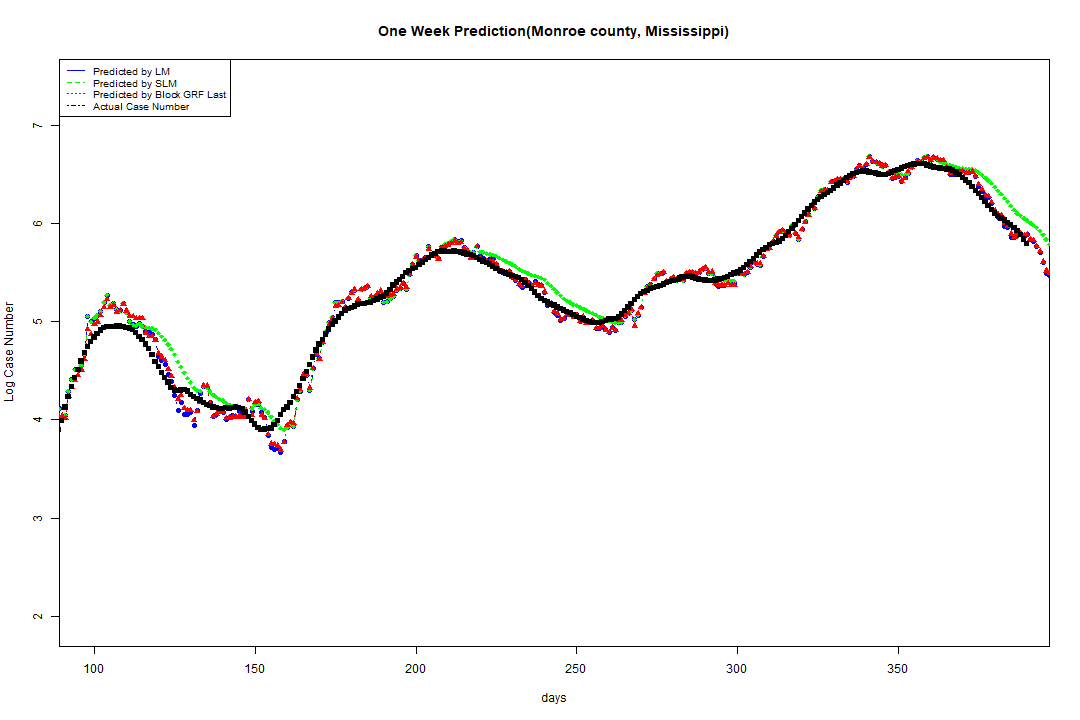 One Week Prediction(Monroe county, Mississippi)
Predicted by LM
Predicted by SLM
Predicted by Block GRF Last
Actual Case Number
7
6
5
4
3
2
Log Case Number
100 150 200 250 300 350
days